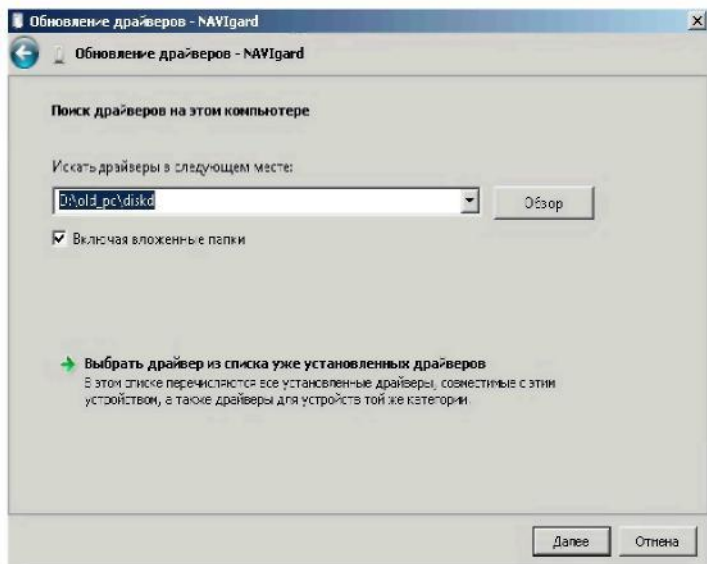 Обновление драйверов - NAVIgard
Обновление драйверов - NAVIgard
Поиск драйверов на этом компьютере
Искать драйверы в следующем месте:
D:\old_pc\diskd
Обзор
Включая вложенные папки
Выбрать драйвер из списка уже установленных драйверов
В этом списке перечисляются все установленные драйверы, совместимые с этим
устройством, а также драйверы для устройств той же категории.
Далее
Отмена